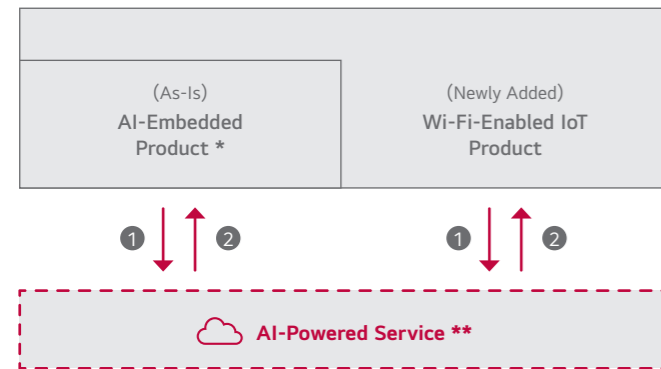 (As-Is)
AI-Embedded
Product *
(Newly Added)
Wi-Fi-Enabled IoT
Product
1
2
1
2
AI-Powered Service **